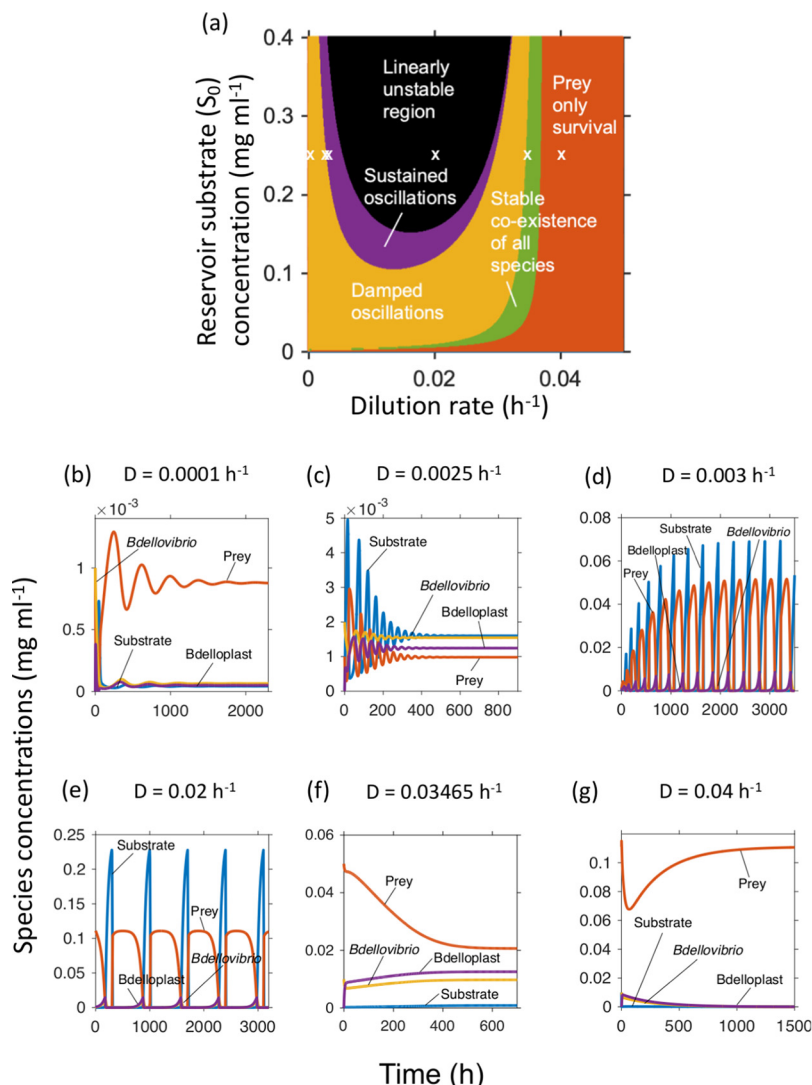 (a)
Reservoir substrate (S₀)
concentration (mg ml⁻¹)
0.4
0.3
0.2
0.1
0
Linearly
unstable
region
Prey
only
survival
x x x x x x
Sustained
oscillations
Stable
co-existence
of all
species
Damped
oscillations
0 0.02 0.04
Dilution rate (h⁻¹)
Species concentrations (mg ml⁻¹)
(b) D = 0.0001 h⁻¹
× 10⁻³
1
0.5
0
Bdellovibrio
Prey
Substrate
Bdelloplast
0 1000 2000
(c) D = 0.0025 h⁻¹
× 10⁻³
5
4
3
2
1
0
Substrate
Bdellovibrio
Bdelloplast
Prey
0 200 400 600 800
(d) D = 0.003 h⁻¹
0.08
0.06
0.04
0.02
0
Substrate
Bdellovibrio
Bdelloplast
Prey
0 1000 2000 3000
(e) D = 0.02 h⁻¹
0.25
0.2
0.15
0.1
0.05
0
Substrate
Prey
Bdellovibrio
Bdelloplast
0 1000 2000 3000
(f) D = 0.03465 h⁻¹
0.06
0.04
0.02
0
Prey
Bdelloplast
Bdellovibrio
Substrate
0 200 400 600
(g) D = 0.04 h⁻¹
0.1
0.08
0.06
0.04
0.02
0
Prey
Substrate
Bdellovibrio
Bdelloplast
0 500 1000 1500
Time (h)